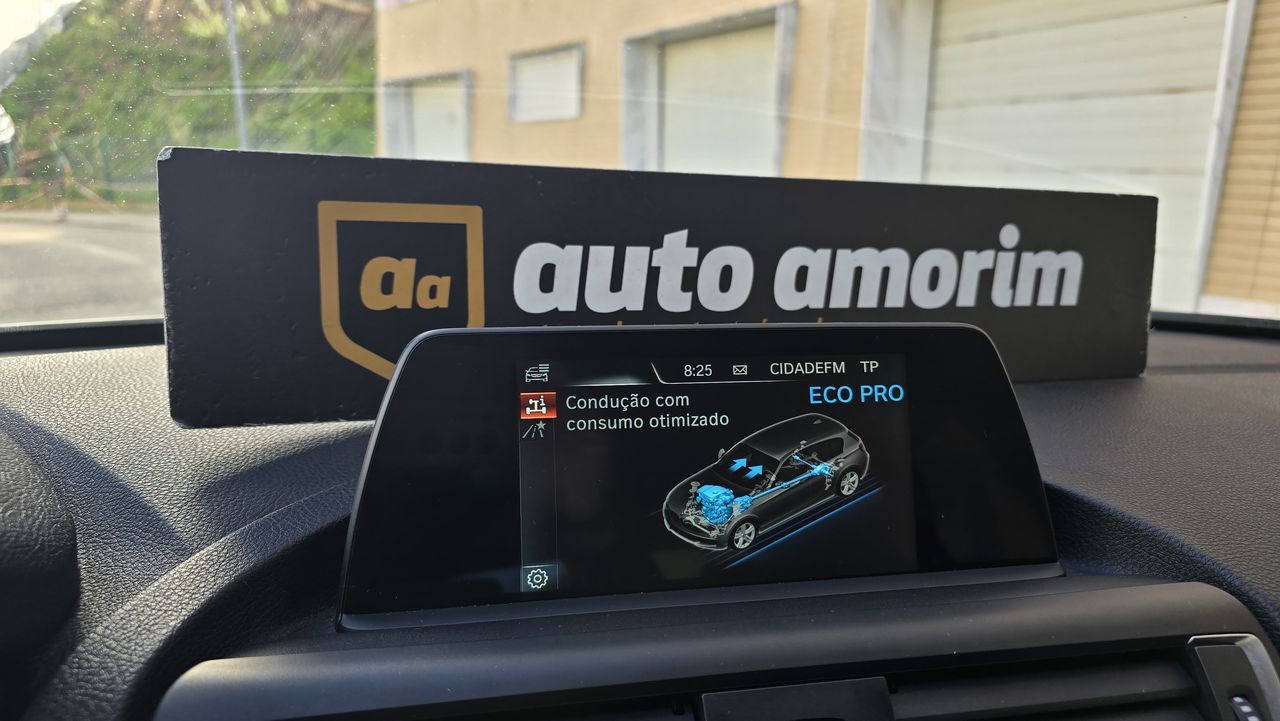 aa
auto amorim
8:25 CIDADEFM TP
ECO PRO
Condução com
consumo otimizado